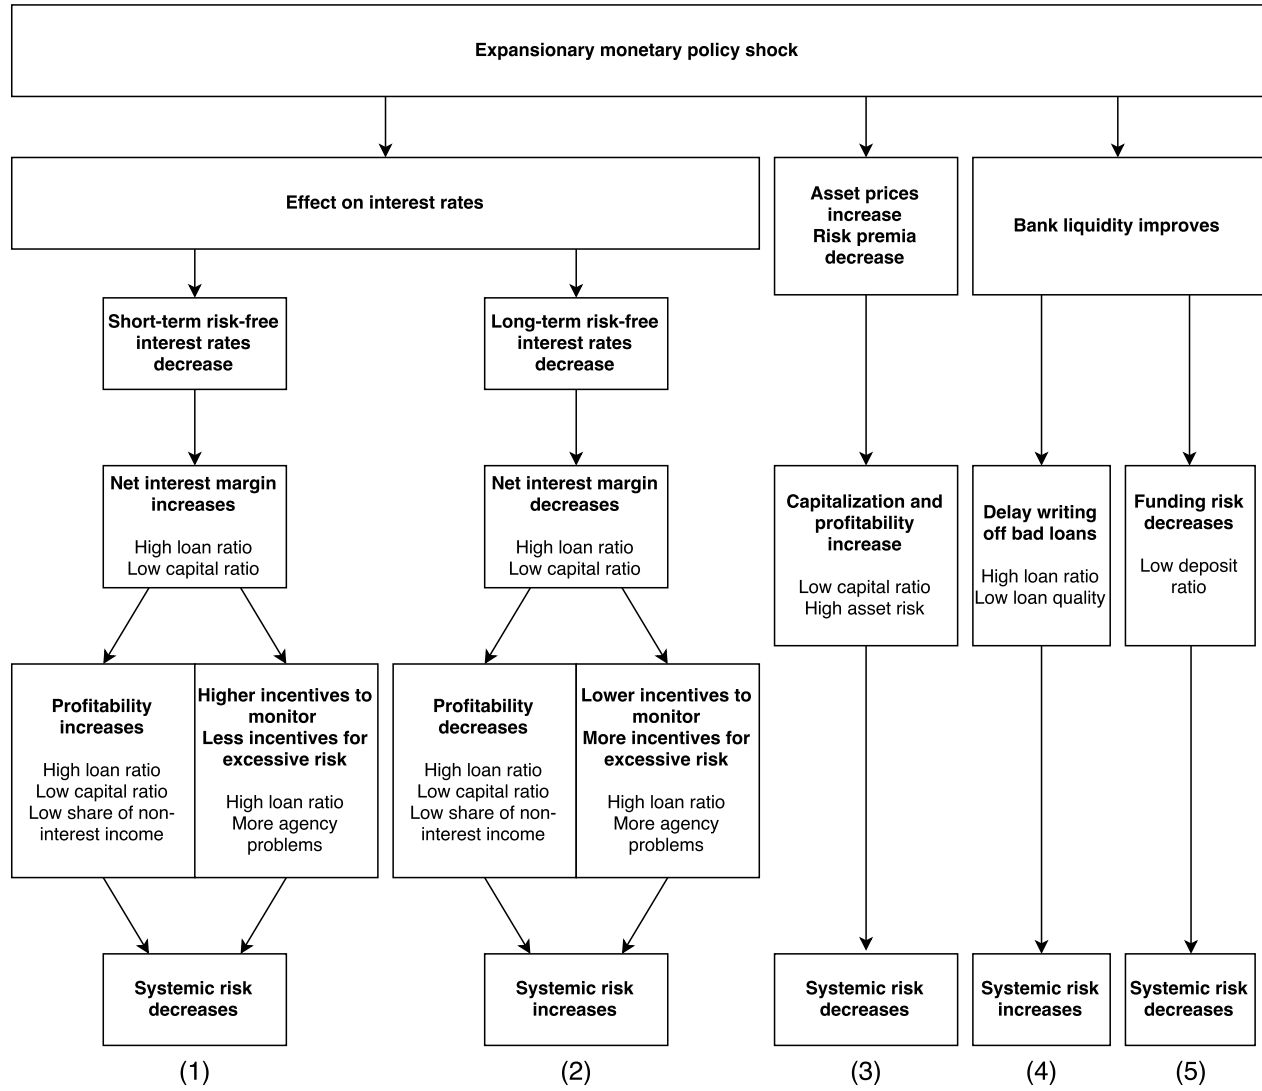 Expansionary monetary policy shock
Effect on interest rates
Asset prices
increase
Risk premia
decrease
Bank liquidity improves
Short-term risk-free
interest rates
decrease
Long-term risk-free
interest rates
decrease
Net interest margin
increases
High loan ratio
Low capital ratio
Net interest margin
decreases
High loan ratio
Low capital ratio
Capitalization and
profitability
increase
Low capital ratio
High asset risk
Delay writing
off bad loans
High loan ratio
Low loan quality
Funding risk
decreases
Low deposit
ratio
Profitability
increases
High loan ratio
Low capital ratio
Low share of non-
interest income
Higher incentives to
monitor
Less incentives for
excessive risk
High loan ratio
More agency
problems
Profitability
decreases
High loan ratio
Low capital ratio
Low share of non-
interest income
Lower incentives to
monitor
More incentives for
excessive risk
High loan ratio
More agency
problems
Systemic risk
decreases
Systemic risk
increases
Systemic risk
decreases
Systemic risk
increases
Systemic risk
decreases
(1)
(2)
(3)
(4)
(5)